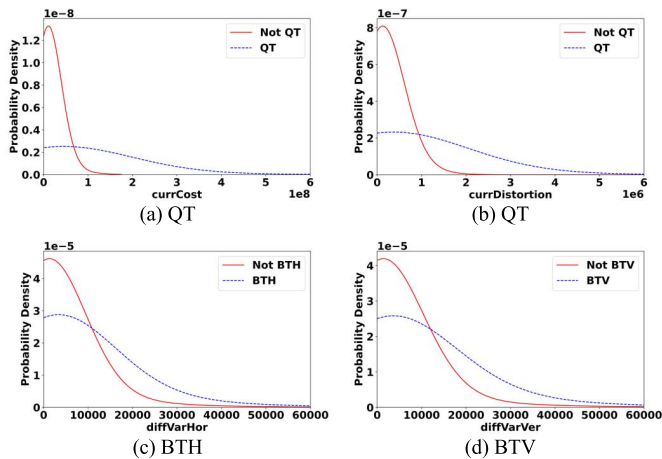 1e−8
Not QT
QT
Probability Density
1.2
1.0
0.8
0.6
0.4
0.2
0.0
0 1 2 3 4 5 6
currCost
1e8
(a) QT
1e−7
Not QT
QT
Probability Density
8
6
4
2
0
0 1 2 3 4 5 6
currDistortion
1e6
(b) QT
1e−5
Not BTH
BTH
Probability Density
4
3
2
1
0
0 10000 20000 30000 40000 50000 60000
diffVarHor
(c) BTH
1e−5
Not BTV
BTV
Probability Density
4
3
2
1
0
0 10000 20000 30000 40000 50000 60000
diffVarVer
(d) BTV